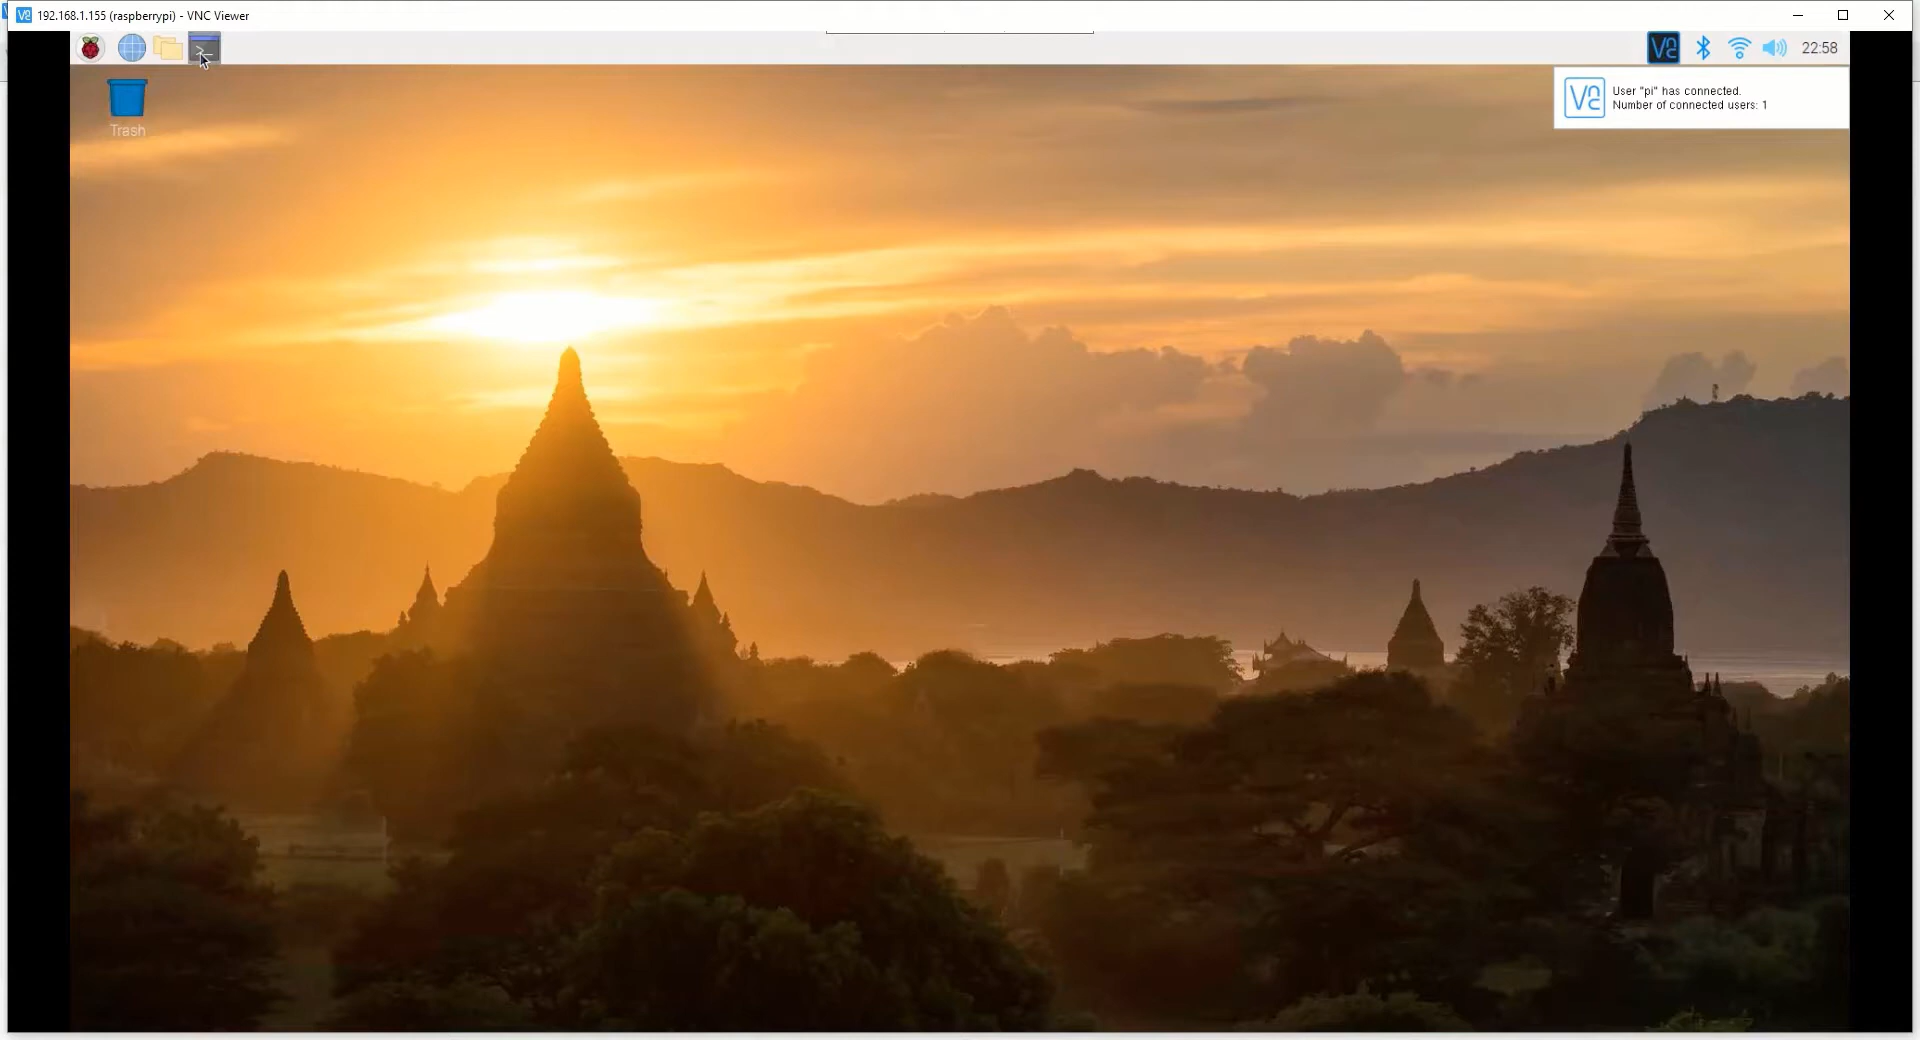 192.168.1.155 (raspberrypi) - VNC Viewer
22:58
User "pi" has connected.
Number of connected users: 1
Trash